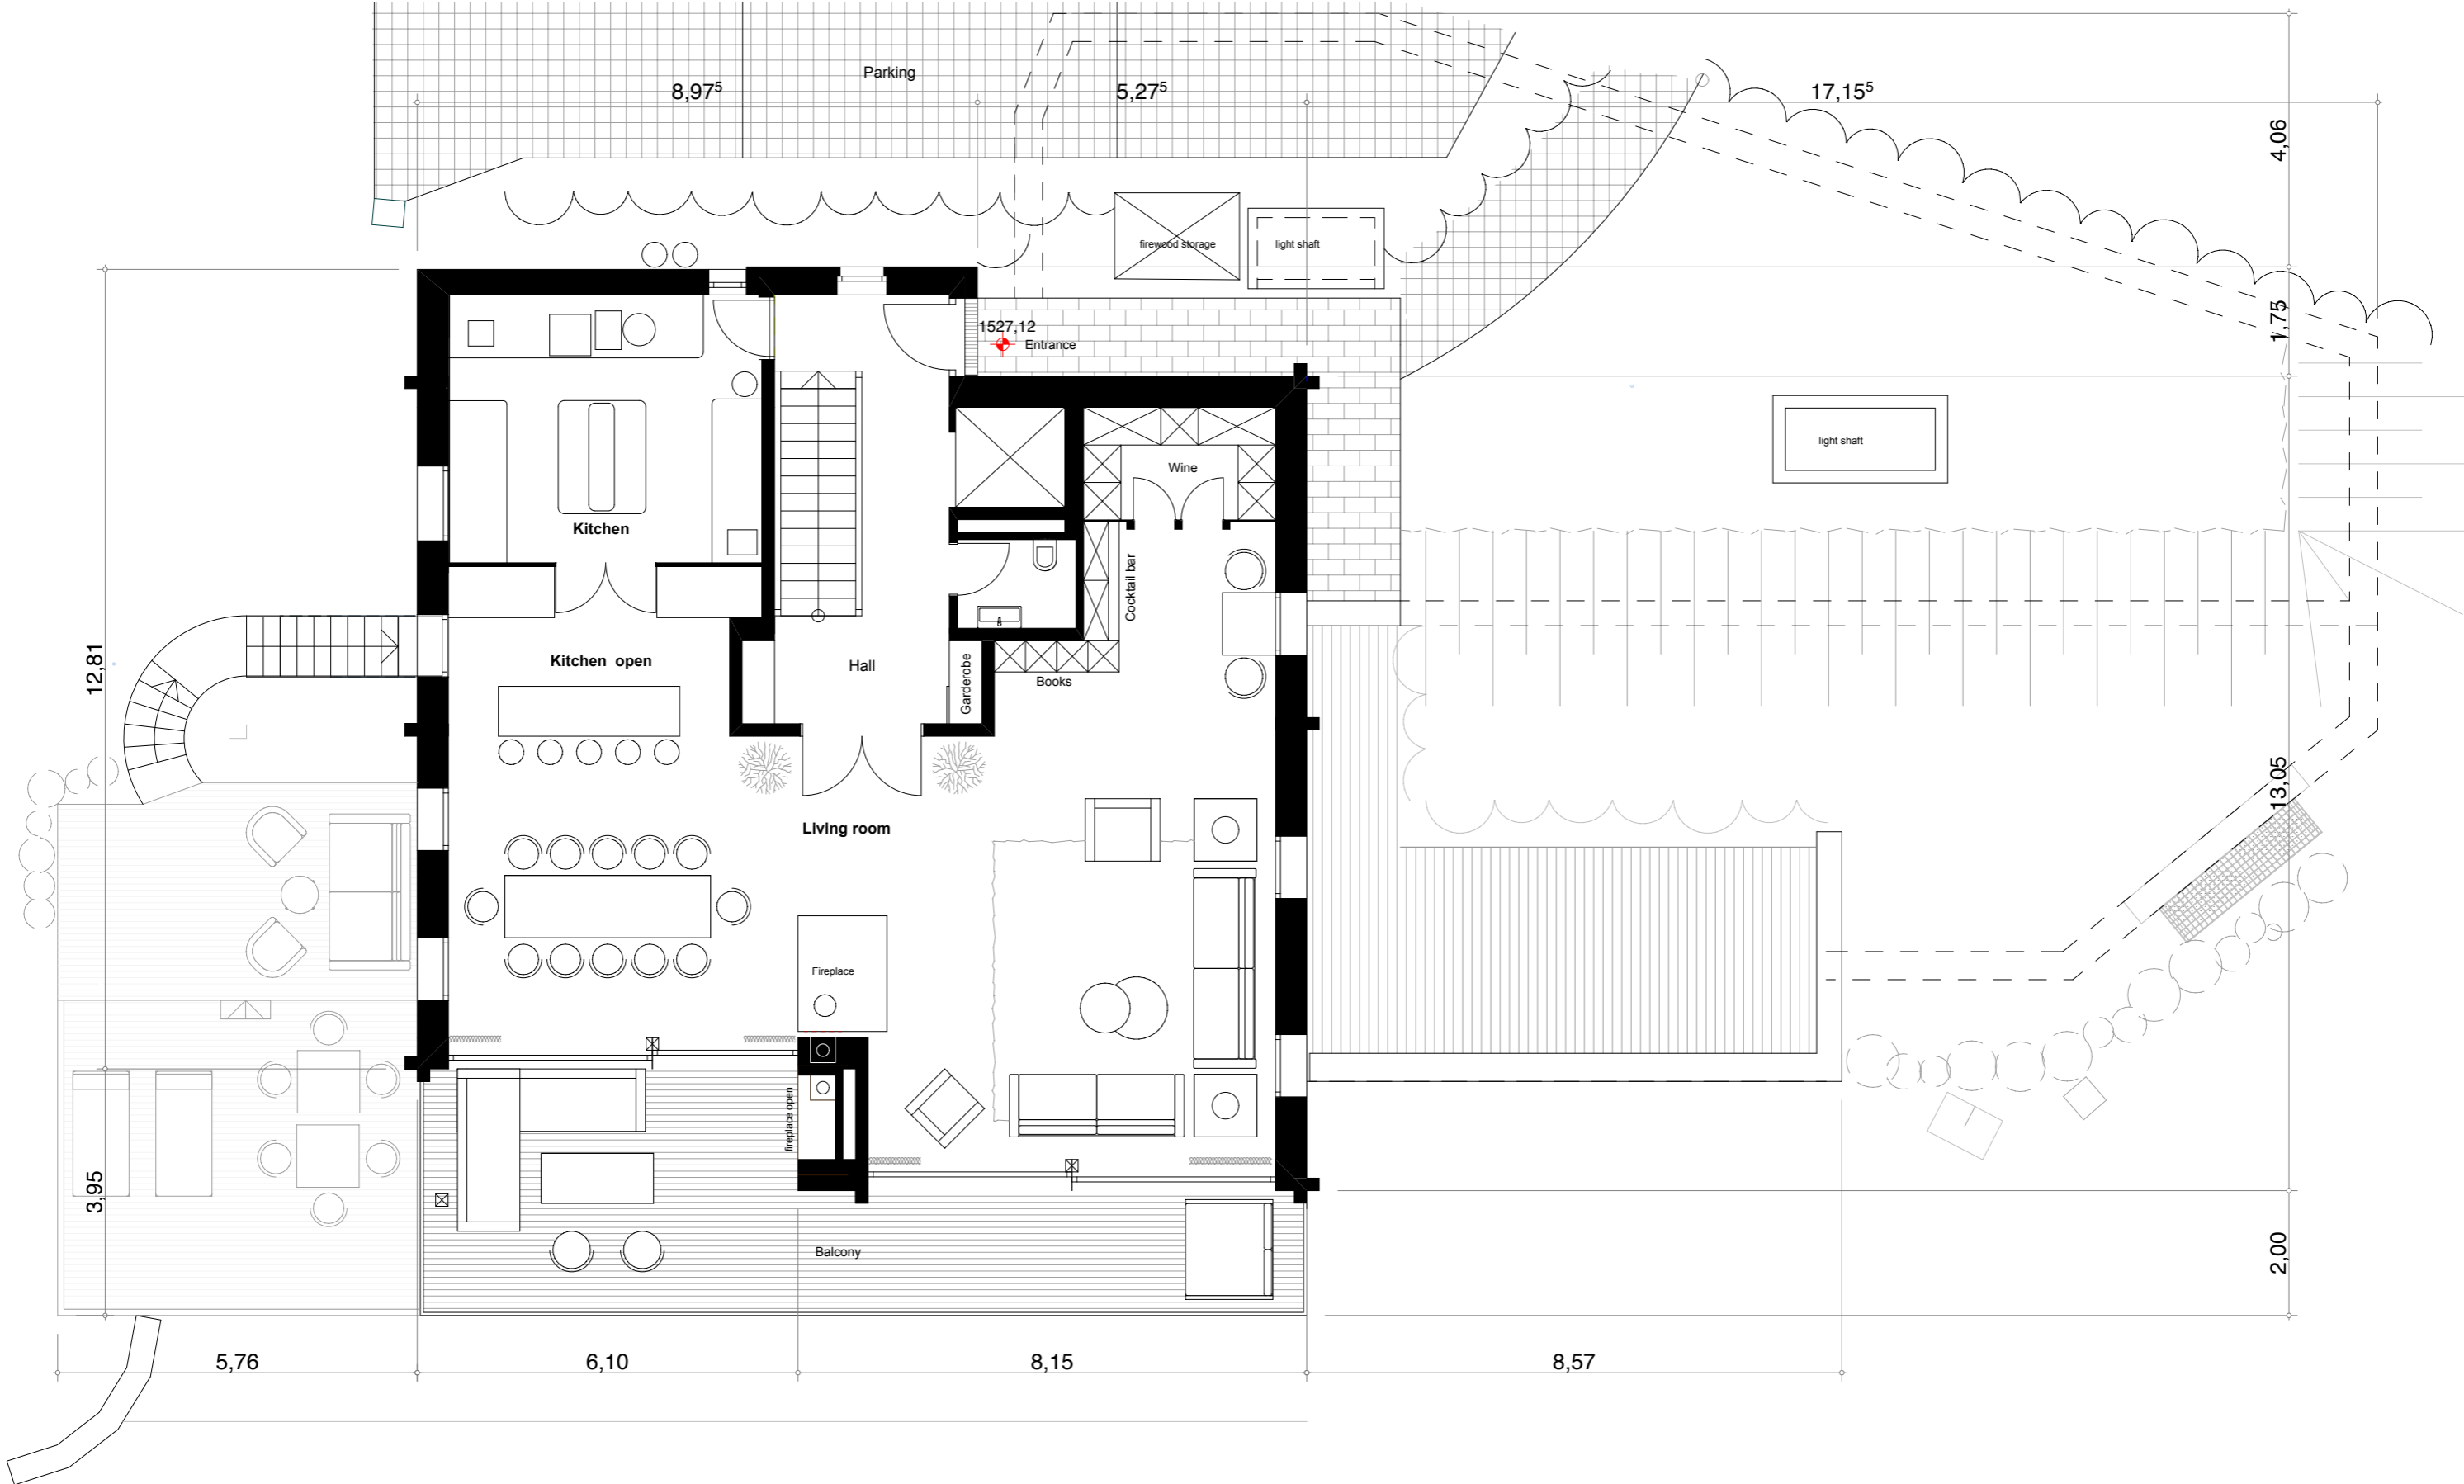 Parking
8,97⁵
5,27⁵
17,15⁵
4,06
firewood storage
light shaft
1,75
1527,12
Entrance
light shaft
Wine
Kitchen
Cocktail bar
12,81
Kitchen open
Hall
Garderobe
Books
13,05
Living room
Fireplace
fireplace open
3,95
Balcony
2,00
5,76
6,10
8,15
8,57